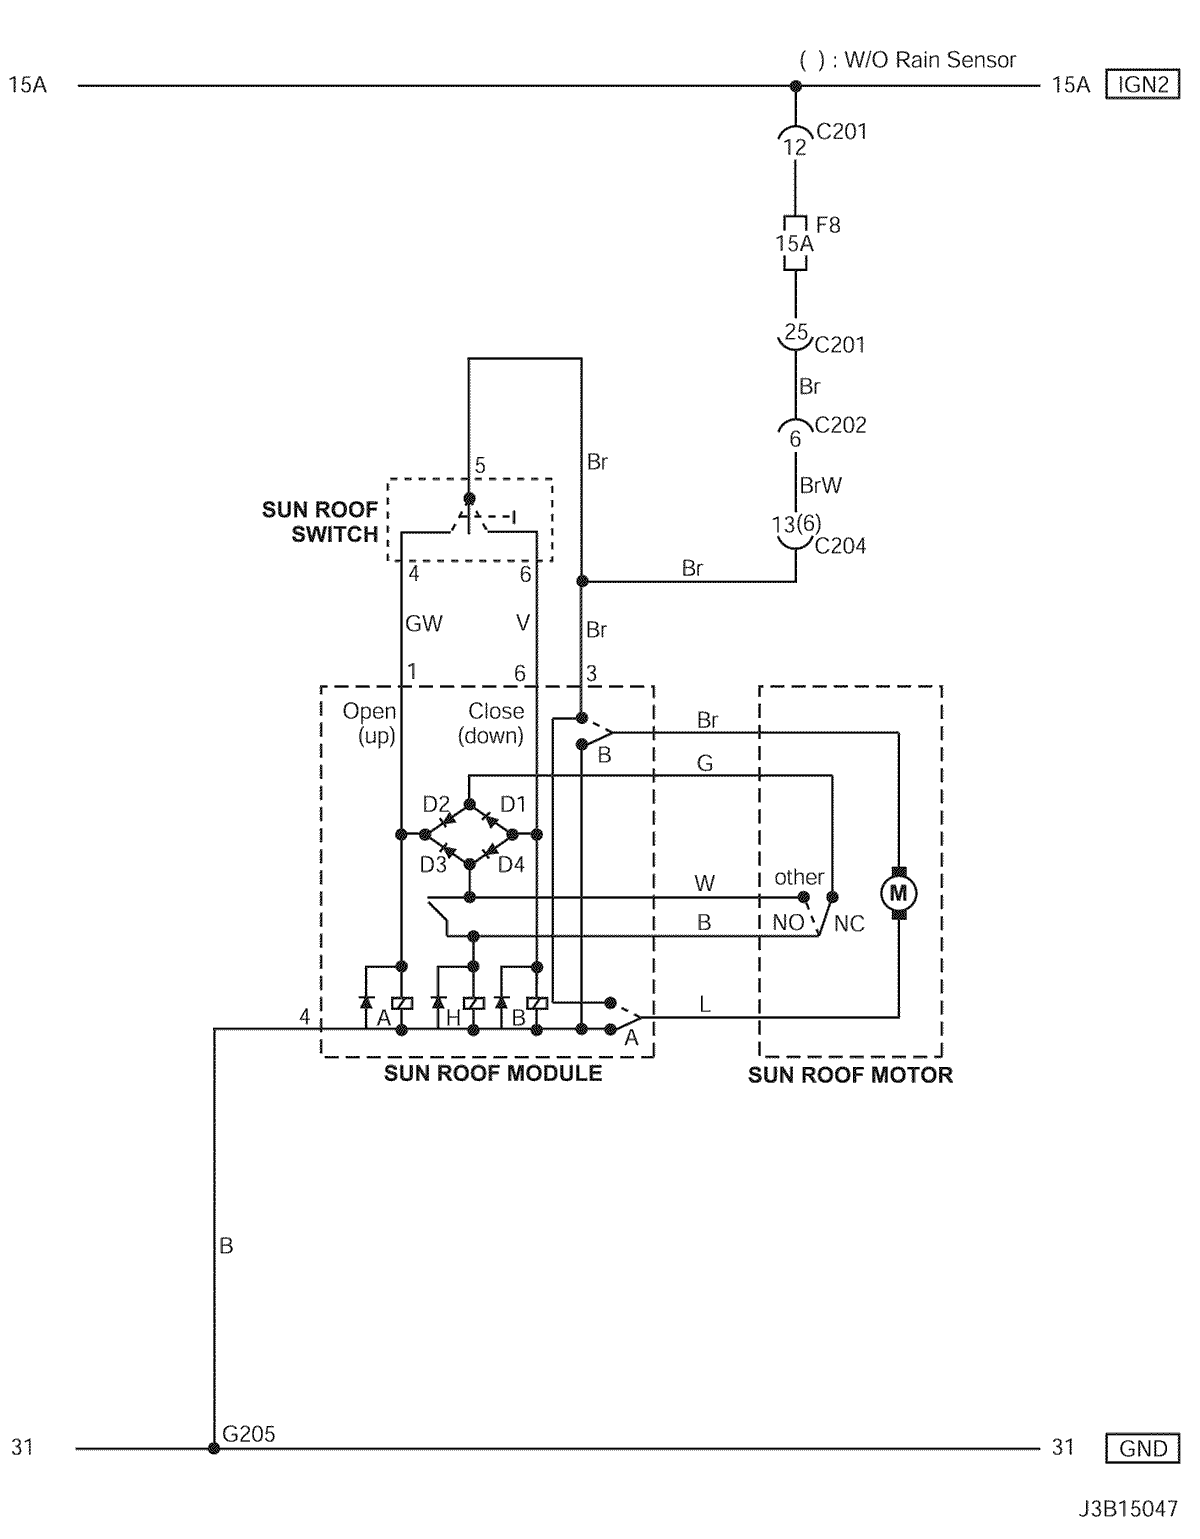 ( ) : W/O Rain Sensor
15A
15A IGN2
C201
12
F8
15A
25
C201
Br
C202
6
BrW
13(6)
C204
5
Br
SUN ROOF
SWITCH
4
6
Br
GW
V
Br
1
6
3
Open
(up)
Close
(down)
Br
B
G
D2
D1
D3
D4
W
other
M
B
NO
NC
L
4
A
H
B
A
SUN ROOF MODULE
SUN ROOF MOTOR
B
G205
31
31 GND
J3B15047